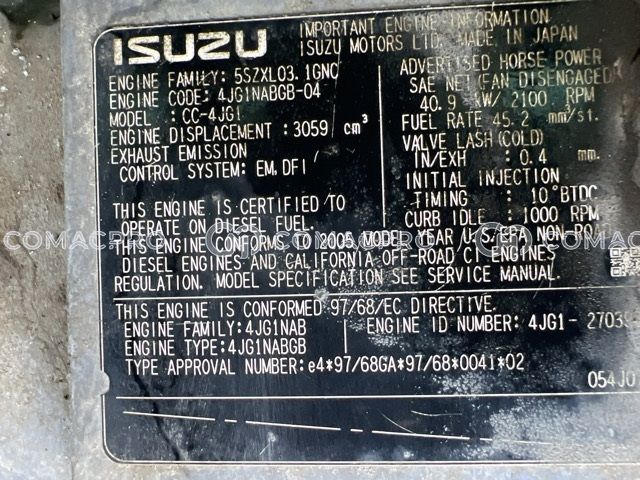 ISUZU
IMPORTANT ENGINE INFORMATION
ISUZU MOTORS LTD. MADE IN JAPAN
ENGINE FAMILY: 5SZXL03.1GNC
ENGINE CODE: 4JG1NABGB-04
MODEL : CC-4JG1
ENGINE DISPLACEMENT: 3059 cm³
EXHAUST EMISSION
CONTROL SYSTEM: EM, DFI
ADVERTISED HORSE POWER
SAE NET(FAN DISENGAGED
40.9 kW/2100 RPM
FUEL RATE 45.2 mm³/st.
VALVE LASH(COLD)
IN/EXH : 0.4 mm
INITIAL INJECTION
TIMING : 10°BTDC
CURB IDLE : 1000 RPM
THIS ENGINE IS CERTIFIED TO
OPERATE ON DIESEL FUEL.
THIS ENGINE CONFORMS TO 2005 MODEL YEAR U.S. EPA NON-RO
DIESEL ENGINES AND CALIFORNIA OFF-ROAD CI ENGINES
REGULATION. MODEL SPECIFICATION SEE SERVICE MANUAL.
COMACPRO COMACPRO COMACPRO
THIS ENGINE IS CONFORMED 97/68/EC DIRECTIVE.
ENGINE FAMILY:4JG1NAB
ENGINE ID NUMBER: 4JG1-2703
ENGINE TYPE:4JG1NABGB
TYPE APPROVAL NUMBER:e4*97/68GA*97/68*0041*02
054J0